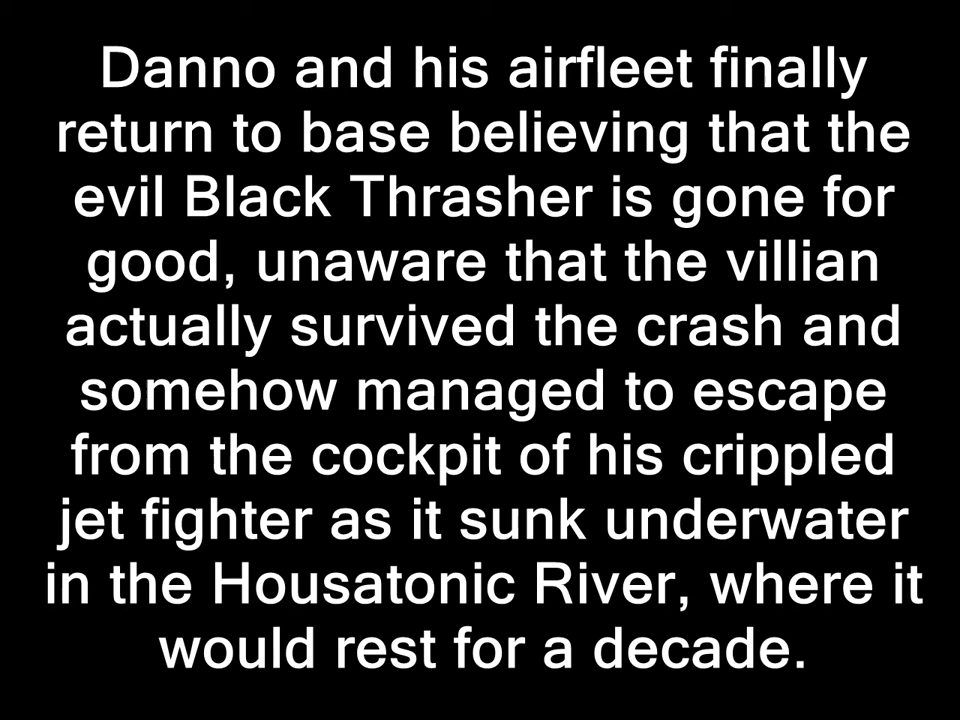 Danno and his airfleet finally
return to base believing that the
evil Black Thrasher is gone for
good, unaware that the villian
actually survived the crash and
somehow managed to escape
from the cockpit of his crippled
jet fighter as it sunk underwater
in the Housatonic River, where it
would rest for a decade.